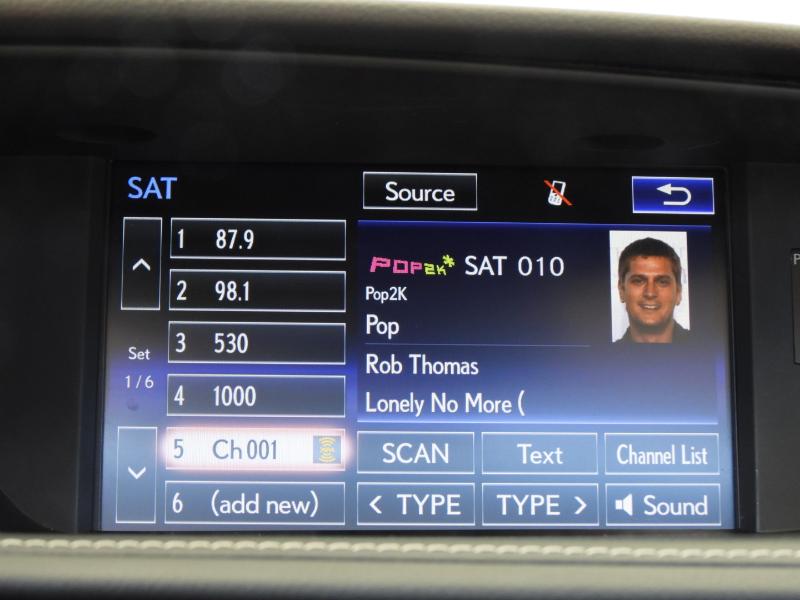 SAT
Source
1 87.9
2 98.1
3 530
4 1000
5 Ch 001
6 (add new)
Set
1/6
POP2K* SAT 010
Pop2K
Pop
Rob Thomas
Lonely No More (
SCAN
Text
Channel List
< TYPE
TYPE >
Sound
P